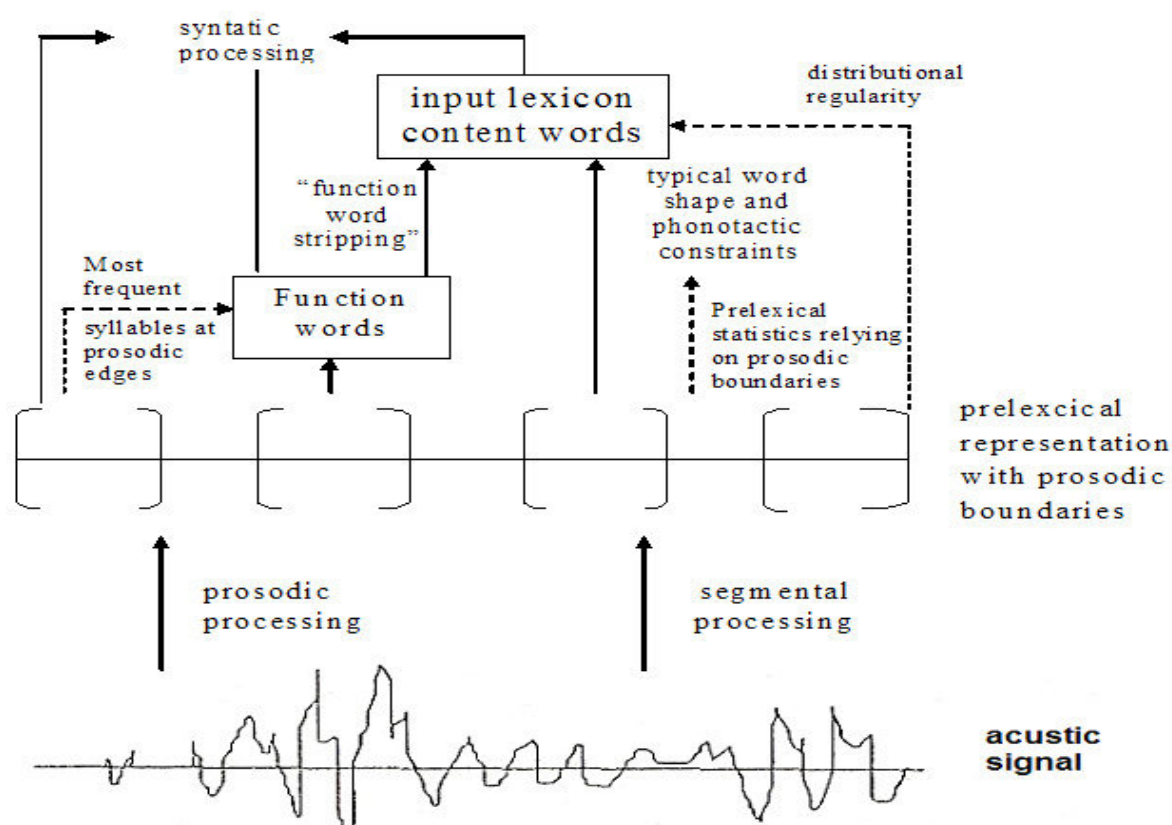 syntatic
processing
distributional
regularity
input lexicon
content words
“function
word
stripping”
typical word
shape and
phonotactic
constraints
Most
frequent
syllables at
prosodic
edges
Function
words
Prelexical
statistics relying
on prosodic
boundaries
prelexcical
representation
with prosodic
boundaries
prosodic
processing
segmental
processing
acustic
signal